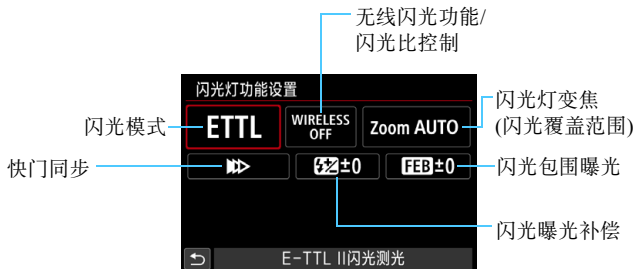 无线闪光功能/
闪光比控制
闪光灯功能设置
闪光模式
ETTL
WIRELESS
OFF
Zoom AUTO
闪光灯变焦
(闪光覆盖范围)
快门同步
±0
FEB±0
闪光包围曝光
闪光曝光补偿
E-TTL II闪光测光